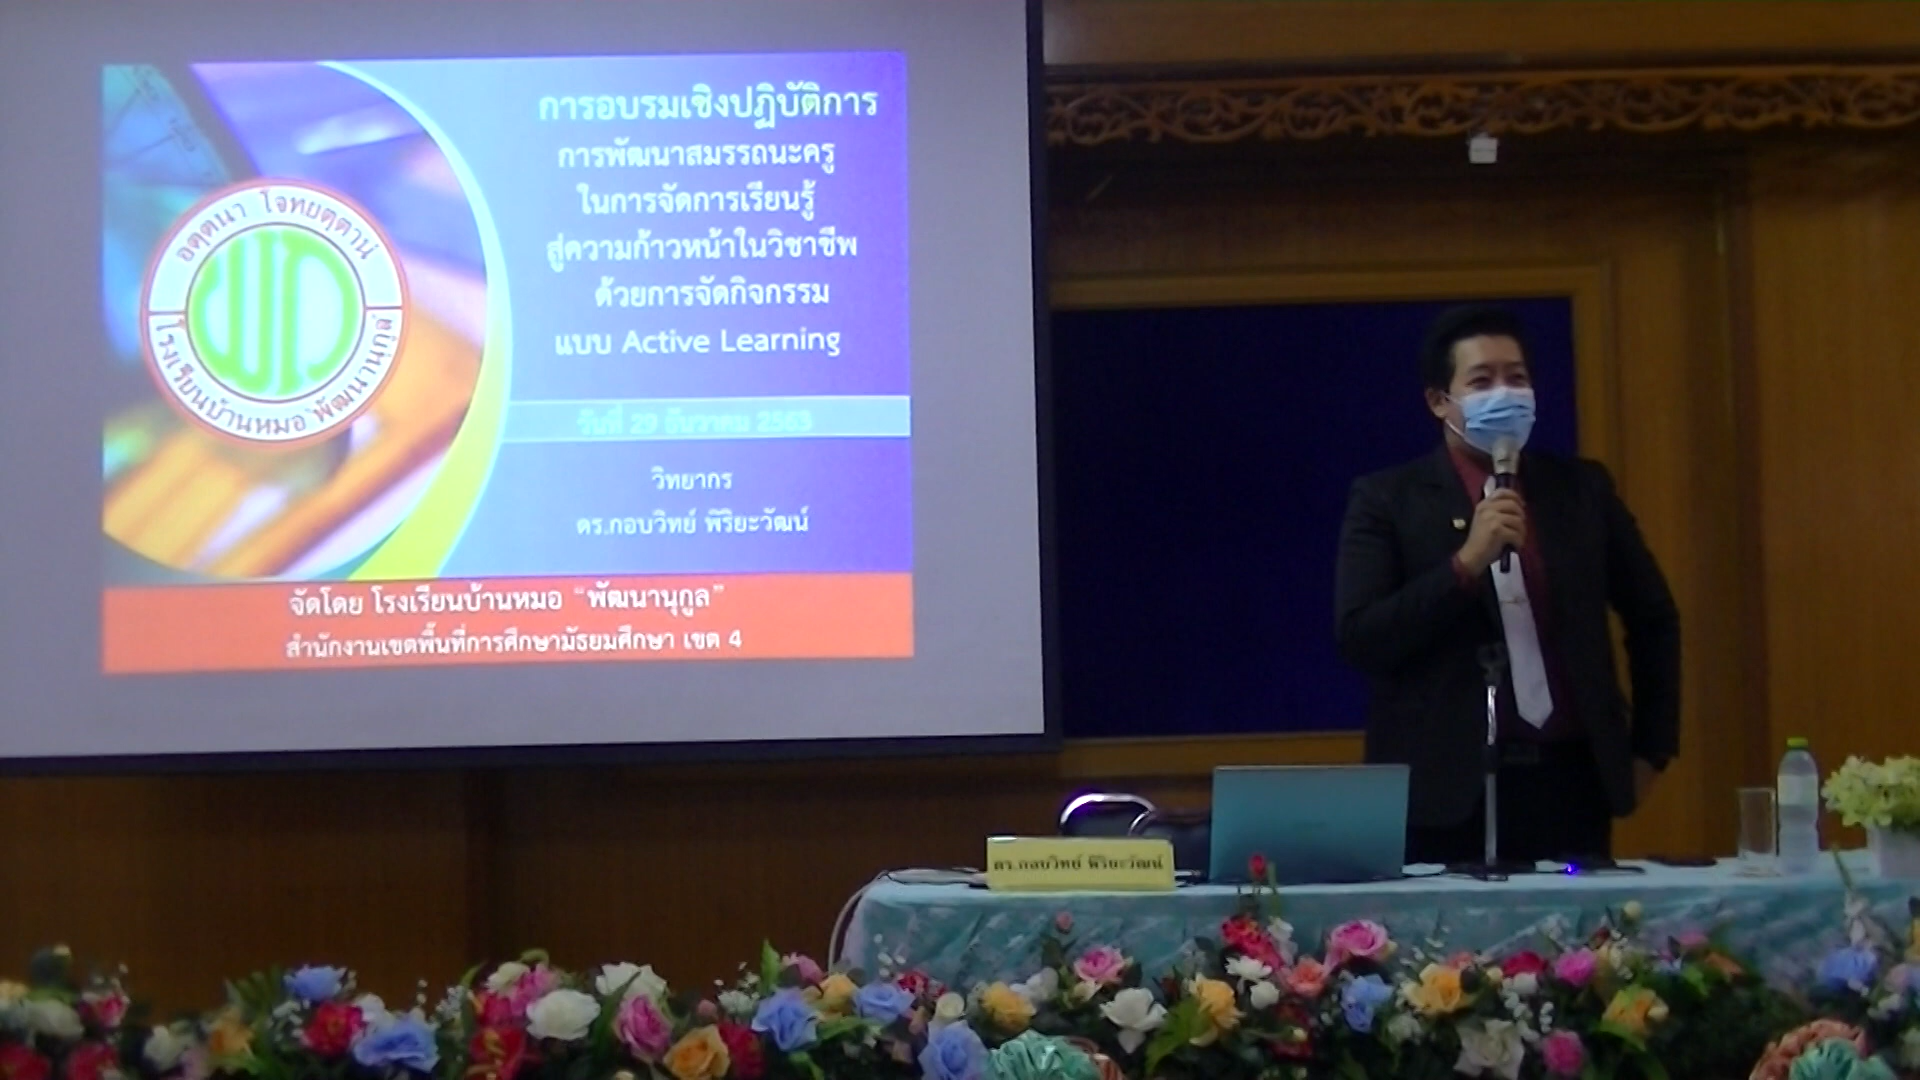 การอบรมเชิงปฏิบัติการ
การพัฒนาสมรรถนะครู
ในการจัดการเรียนรู้
สู่ความก้าวหน้าในวิชาชีพ
ด้วยการจัดกิจกรรม
แบบ Active Learning
วันที่ 29 ธันวาคม 2563
วิทยากร
ดร.กอบวิทย์ พิริยะวัฒน์
จัดโดย โรงเรียนบ้านหมอ “พัฒนานุกูล”
สำนักงานเขตพื้นที่การศึกษามัธยมศึกษา เขต 4
อตฺตนา โจทยตฺตานํ
โรงเรียนบ้านหมอ พัฒนานุกูล
ดร.กอบวิทย์ พิริยะวัฒน์